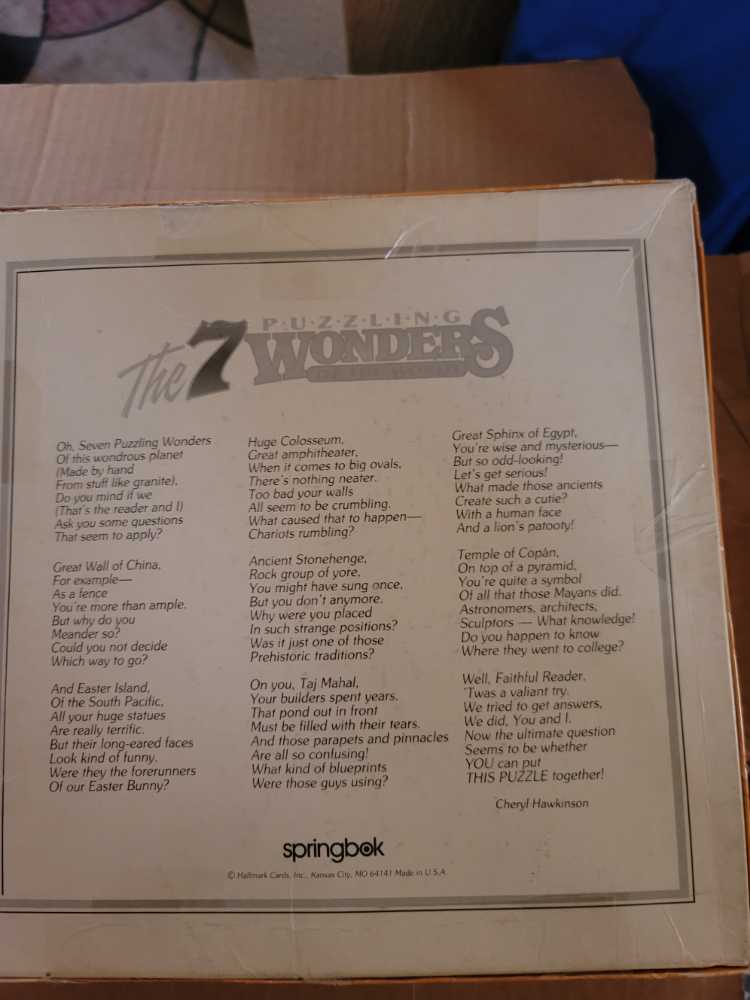 The 7
P·U·Z·Z·L·I·N·G
WONDERS
OF THE WORLD
Oh, Seven Puzzling Wonders
Of this wondrous planet
(Made by hand
From stuff like granite),
Do you mind if we
(That's the reader and I)
Ask you some questions
That seem to apply?
Great Wall of China,
For example—
As a fence
You're more than ample.
But why do you
Meander so?
Could you not decide
Which way to go?
And Easter Island,
Of the South Pacific,
All your huge statues
Are really terrific.
But their long-eared faces
Look kind of funny.
Were they the forerunners
Of our Easter Bunny?
Huge Colosseum,
Great amphitheater,
When it comes to big ovals,
There's nothing neater.
Too bad your walls
All seem to be crumbling.
What caused that to happen—
Chariots rumbling?
Ancient Stonehenge,
Rock group of yore,
You might have sung once,
But you don't anymore.
Why were you placed
In such strange positions?
Was it just one of those
Prehistoric traditions?
On you, Taj Mahal,
Your builders spent years.
That pond out in front
Must be filled with their tears.
And those parapets and pinnacles
Are all so confusing!
What kind of blueprints
Were those guys using?
Great Sphinx of Egypt,
You're wise and mysterious—
But so odd-looking!
Let's get serious!
What made those ancients
Create such a cutie?
With a human face
And a lion's patooty!
Temple of Copán,
On top of a pyramid,
You're quite a symbol
Of all that those Mayans did.
Astronomers, architects,
Sculptors — What knowledge!
Do you happen to know
Where they went to college?
Well, Faithful Reader,
'Twas a valiant try.
We tried to get answers,
We did, You and I.
Now the ultimate question
Seems to be whether
YOU can put
THIS PUZZLE together!
Cheryl Hawkinson
springbok
© Hallmark Cards, Inc., Kansas City, MO 64141 Made in U.S.A.